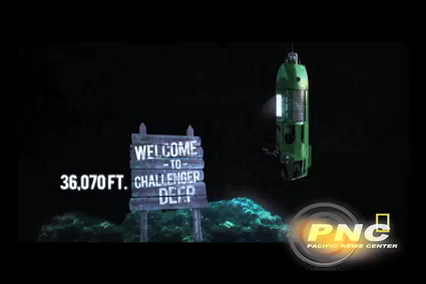 WELCOME
-TO-
CHALLENGER
DEEP
36,070 FT.
PNC
PACIFIC NEWS CENTER